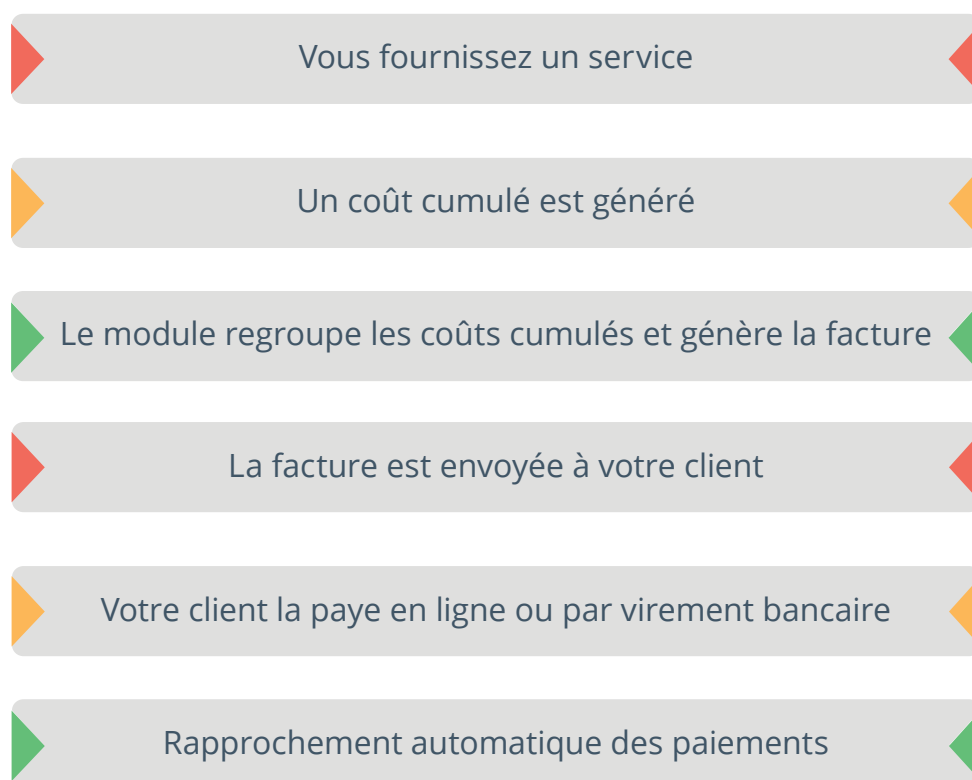 Vous fournissez un service
Un coût cumulé est généré
Le module regroupe les coûts cumulés et génère la facture
La facture est envoyée à votre client
Votre client la paye en ligne ou par virement bancaire
Rapprochement automatique des paiements